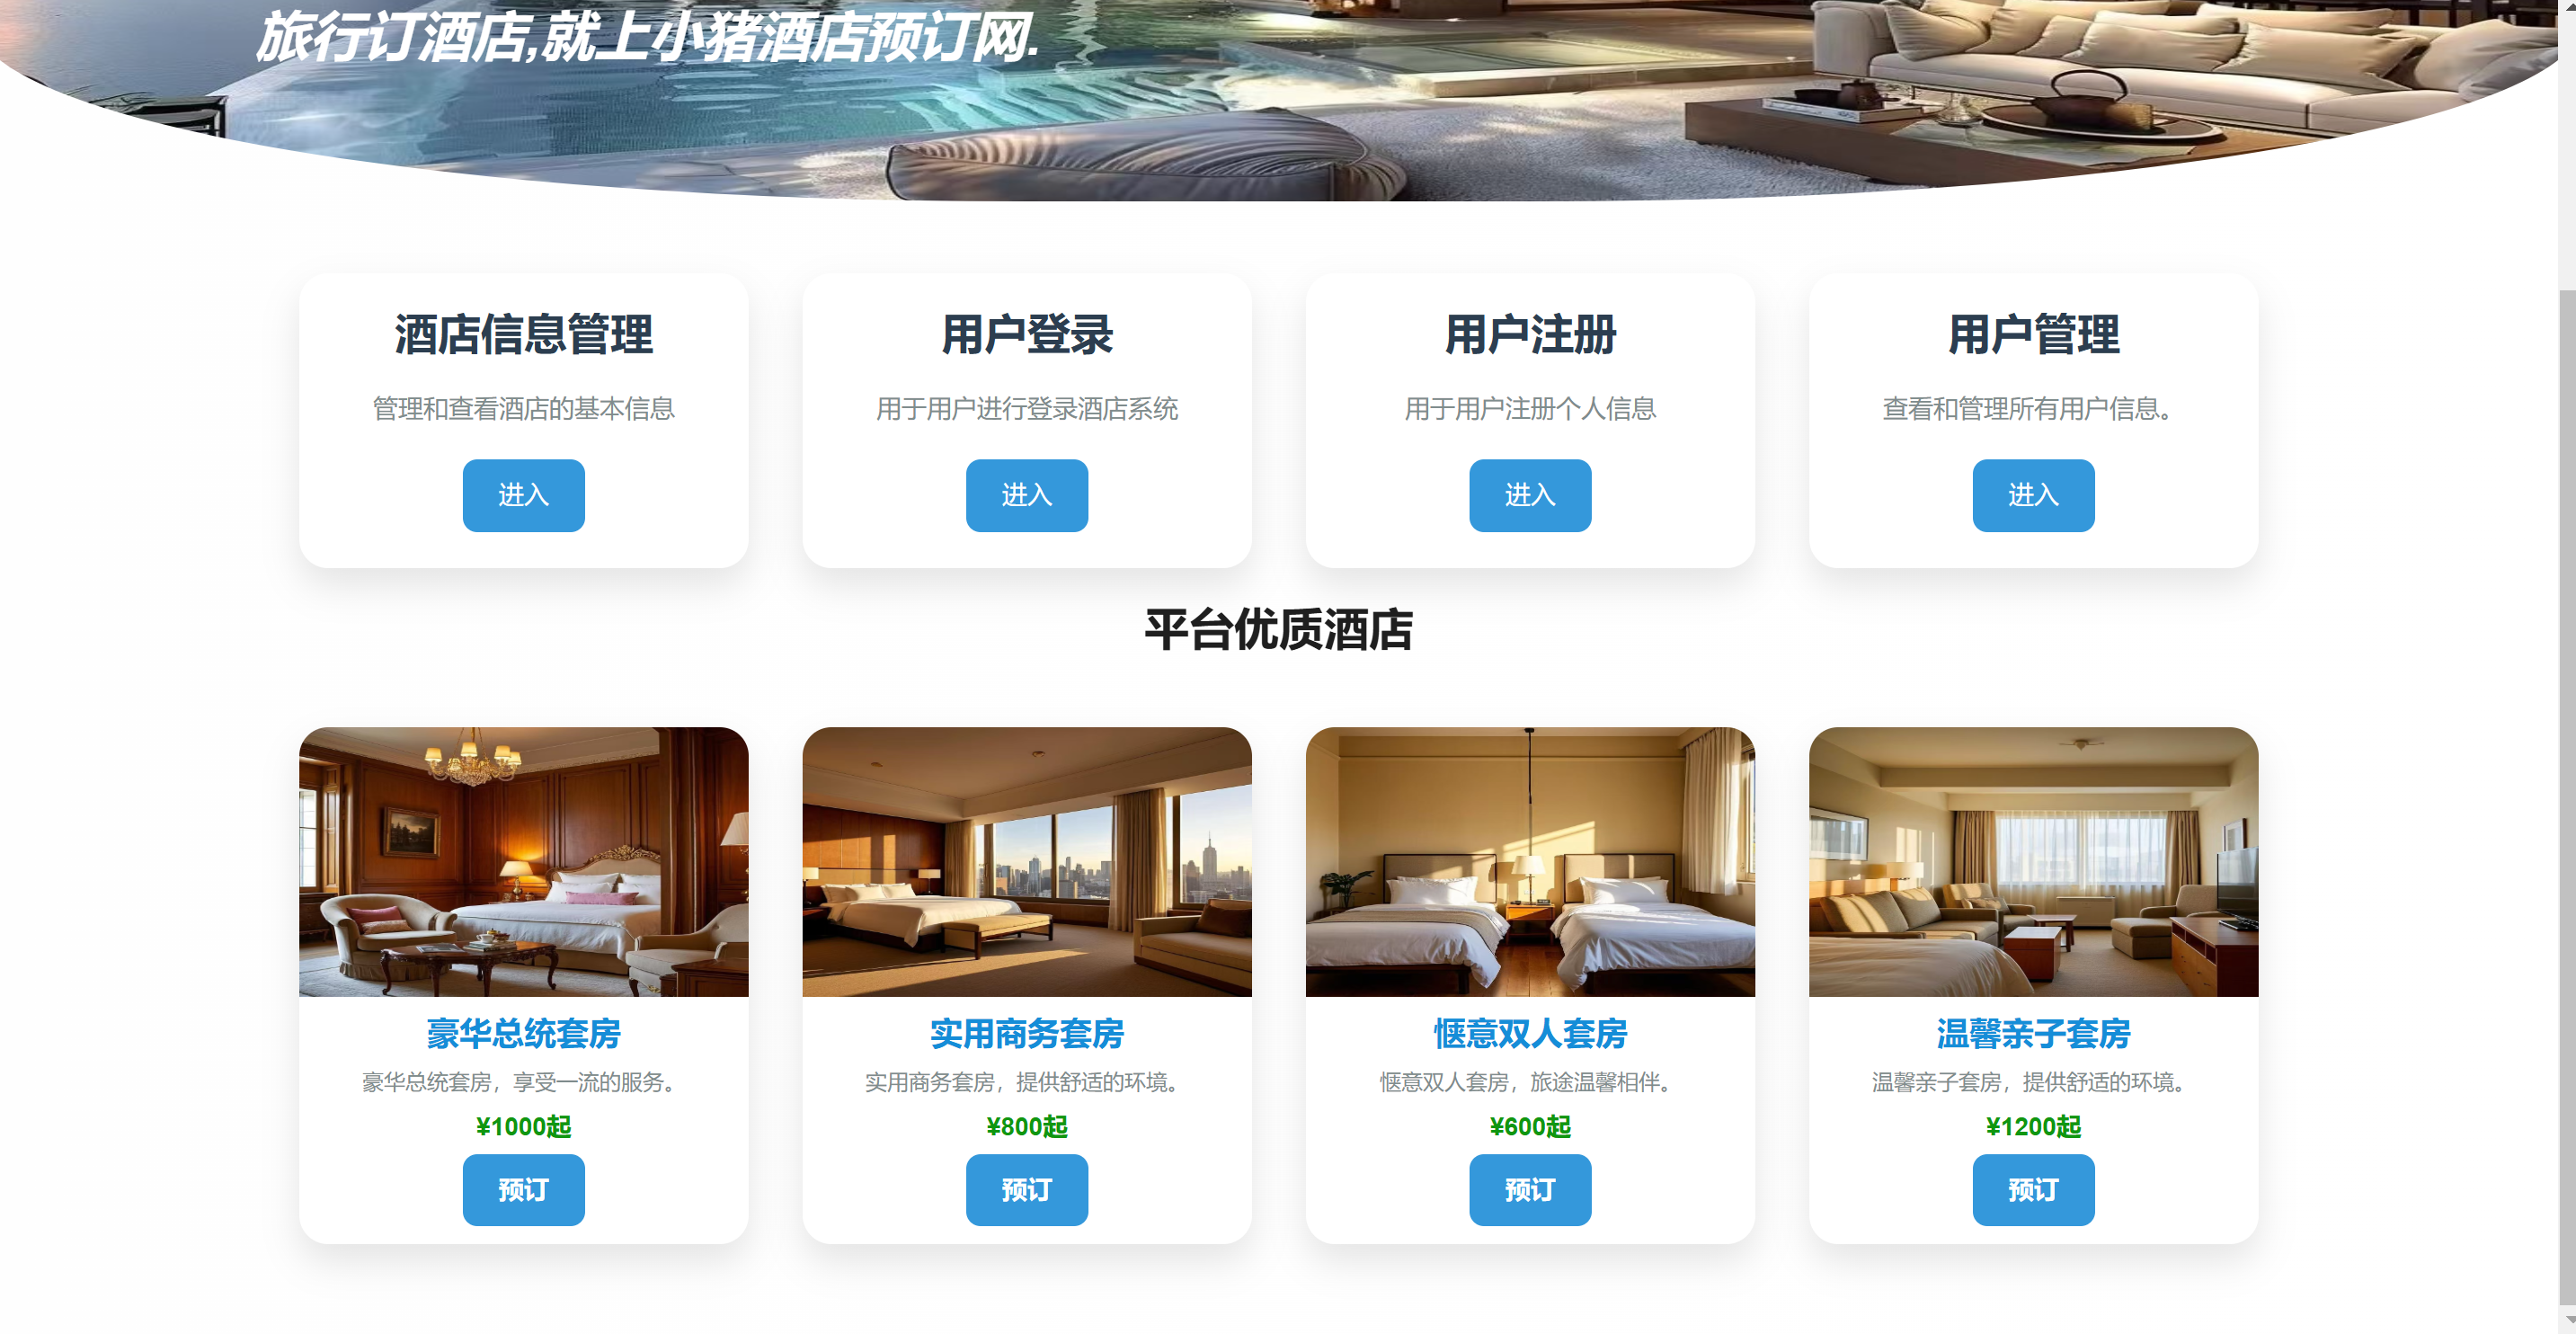 旅行订酒店,就上小猪酒店预订网.
酒店信息管理
管理和查看酒店的基本信息
进入
用户登录
用于用户进行登录酒店系统
进入
用户注册
用于用户注册个人信息
进入
用户管理
查看和管理所有用户信息。
进入
平台优质酒店
豪华总统套房
豪华总统套房，享受一流的服务。
¥1000起
预订
实用商务套房
实用商务套房，提供舒适的环境。
¥800起
预订
惬意双人套房
惬意双人套房，旅途温馨相伴。
¥600起
预订
温馨亲子套房
温馨亲子套房，提供舒适的环境。
¥1200起
预订